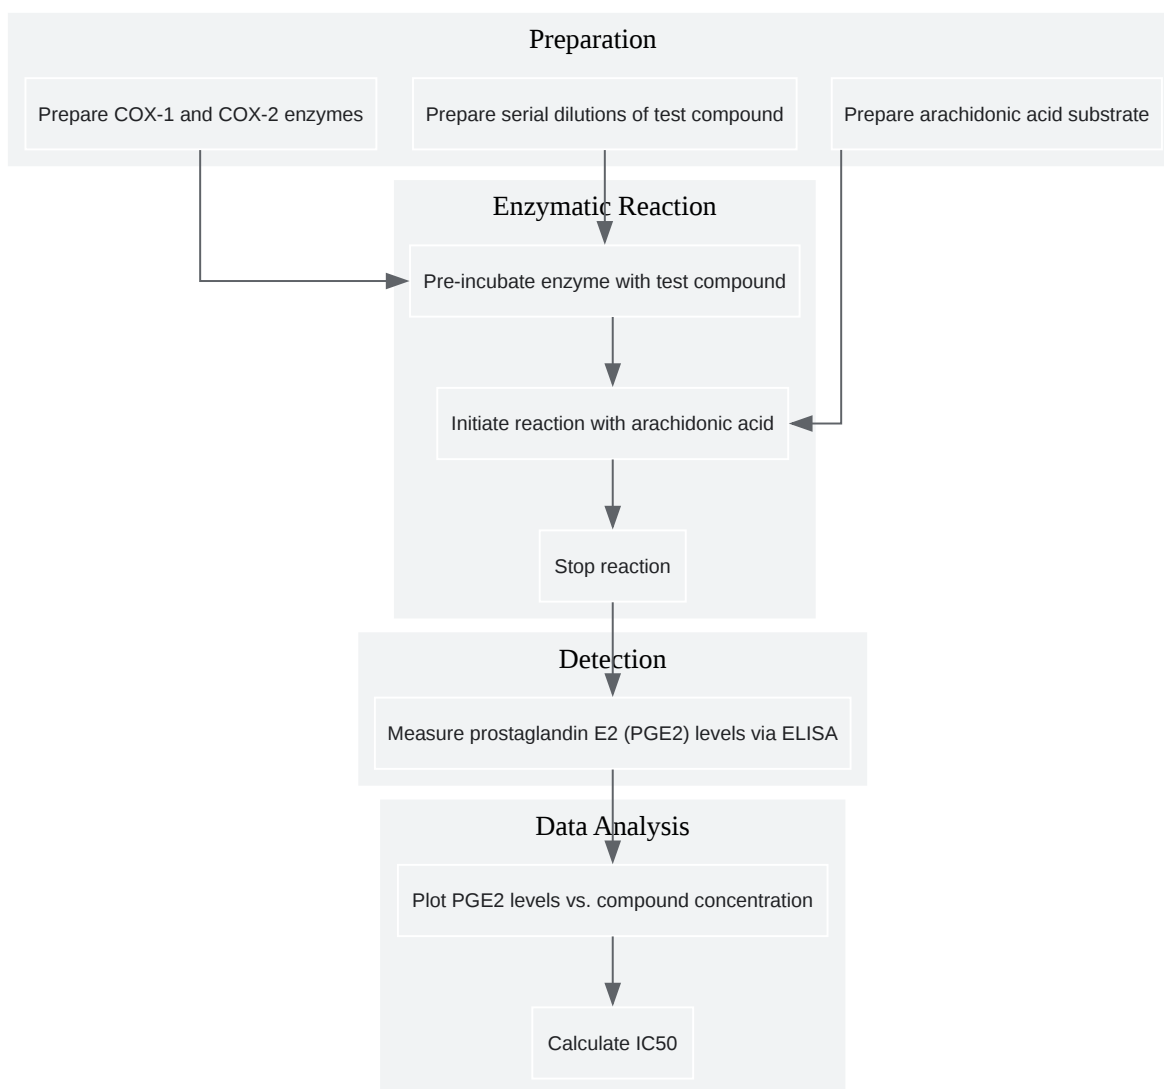 Preparation
Prepare COX-1 and COX-2 enzymes
Prepare serial dilutions of test compound
Prepare arachidonic acid substrate
Enzymatic Reaction
Pre-incubate enzyme with test compound
Initiate reaction with arachidonic acid
Stop reaction
Detection
Measure prostaglandin E2 (PGE2) levels via ELISA
Data Analysis
Plot PGE2 levels vs. compound concentration
Calculate IC50